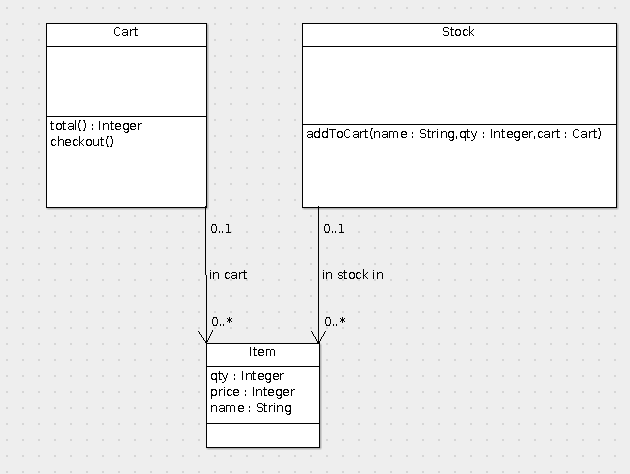 Cart
total() : Integer
checkout()
Stock
addToCart(name : String,qty : Integer,cart : Cart)
0..1
in cart
0..*
0..1
in stock in
0..*
Item
qty : Integer
price : Integer
name : String